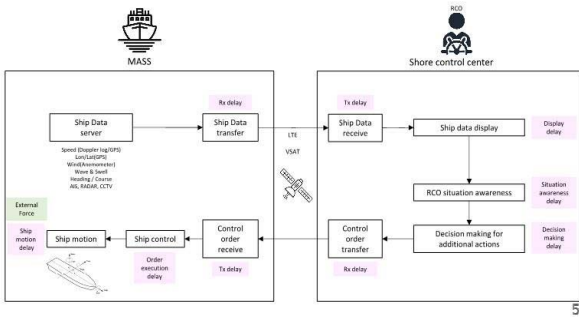 RCO
MASS
Shore control center
Rx delay
Tx delay
Ship Data
server
Ship Data
transfer
LTE
VSAT
Ship Data
receive
Ship data display
Display
delay
Speed (Doppler log/GPS)
Lon/Lat(GPS)
Wind(Anemometer)
Wave & Swell
Heading / Course
AIS, RADAR, CCTV
RCO situation awareness
Situation
awareness
delay
External
Force
Ship
motion
delay
Ship motion
Ship control
Control
order
receive
Control
order
transfer
Decision making for
additional actions
Decision
making
delay
Order
execution
delay
Tx delay
Rx delay
5